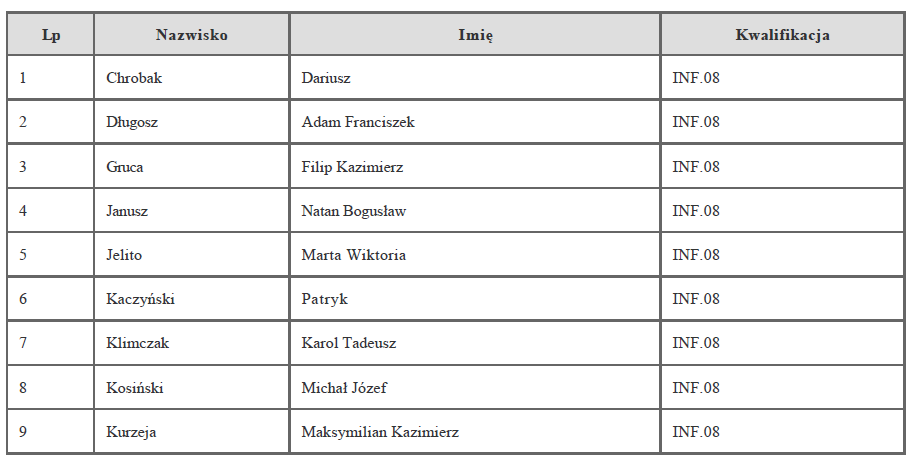 Lp Nazwisko Imię Kwalifikacja
1 Chrobak Dariusz INF.08
2 Długosz Adam Franciszek INF.08
3 Gruca Filip Kazimierz INF.08
4 Janusz Natan Bogusław INF.08
5 Jelito Marta Wiktoria INF.08
6 Kaczyński Patryk INF.08
7 Klimczak Karol Tadeusz INF.08
8 Kosiński Michał Józef INF.08
9 Kurzeja Maksymilian Kazimierz INF.08